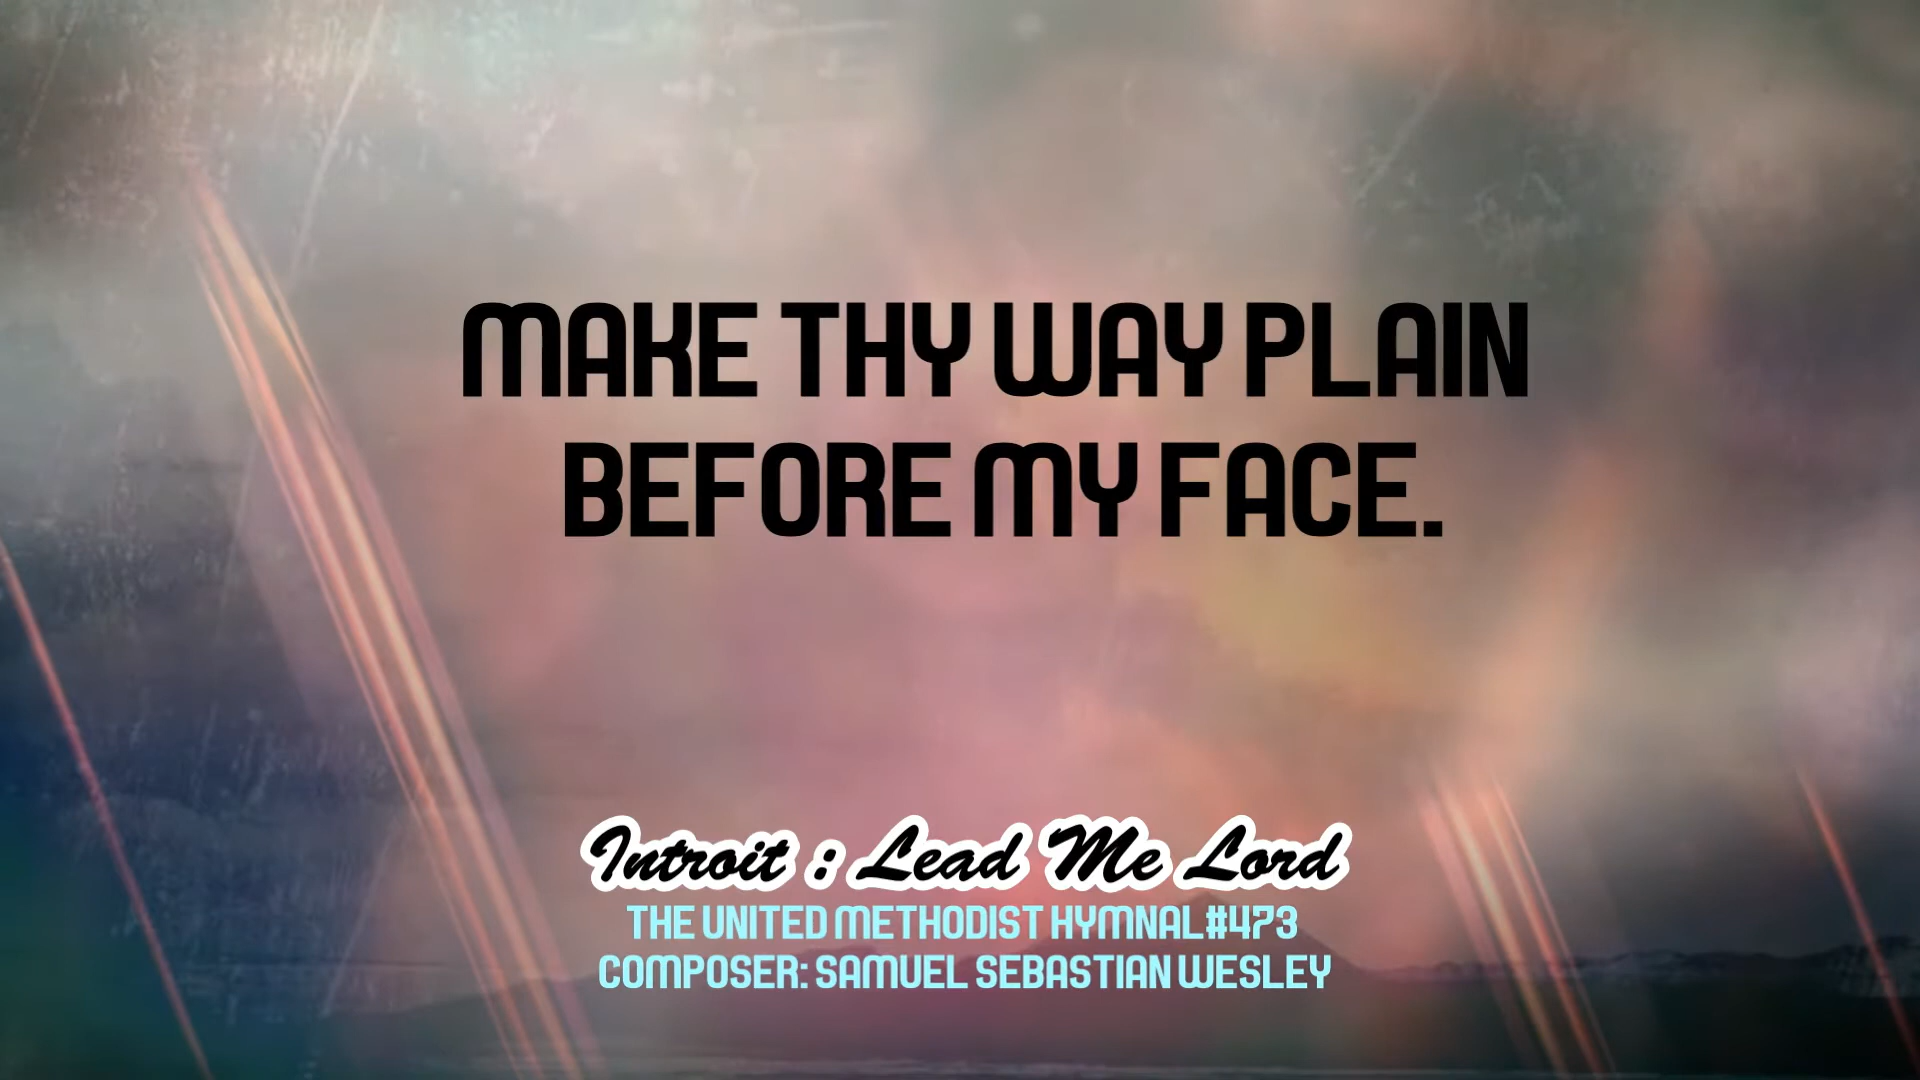 MAKE THY WAY PLAIN
BEFORE MY FACE.
Introit : Lead Me Lord
THE UNITED METHODIST HYMNAL #473
COMPOSER: SAMUEL SEBASTIAN WESLEY